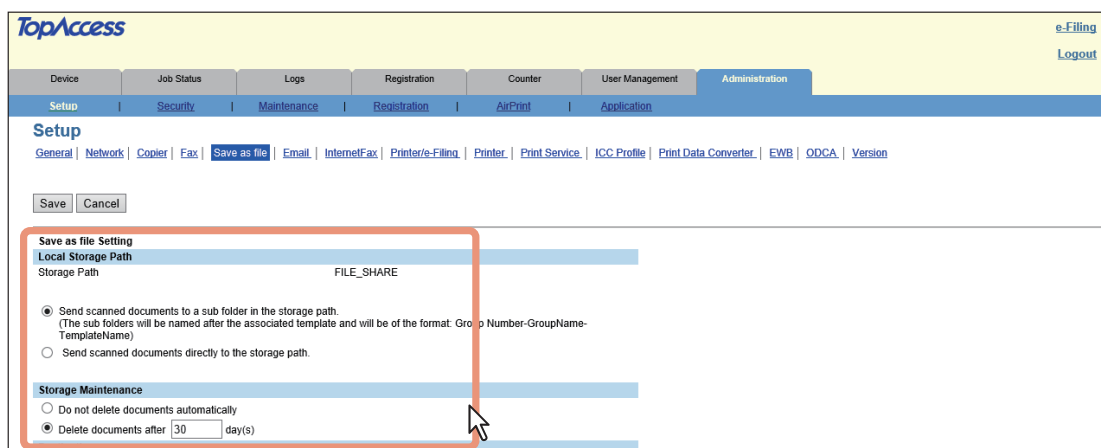 TopAccess
e-Filing
Logout
Device Job Status Logs Registration Counter User Management Administration
Setup | Security | Maintenance | Registration | AirPrint | Application
Setup
General | Network | Copier | Fax | Save as file | Email | InternetFax | Printer/e-Filing | Printer | Print Service | ICC Profile | Print Data Converter | EWB | ODCA | Version
Save Cancel
Save as file Setting
Local Storage Path
Storage Path FILE_SHARE
Send scanned documents to a sub folder in the storage path.
(The sub folders will be named after the associated template and will be of the format: Group Number-GroupName-
TemplateName)
Send scanned documents directly to the storage path.
Storage Maintenance
Do not delete documents automatically
Delete documents after 30 day(s)